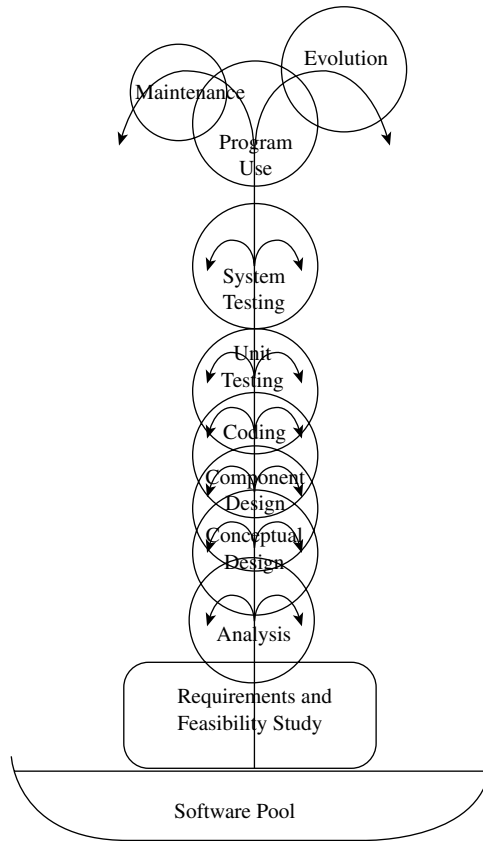 Evolution
Maintenance
Program
Use
System
Testing
Unit
Testing
Coding
Component
Design
Conceptual
Design
Analysis
Requirements and
Feasibility Study
Software Pool